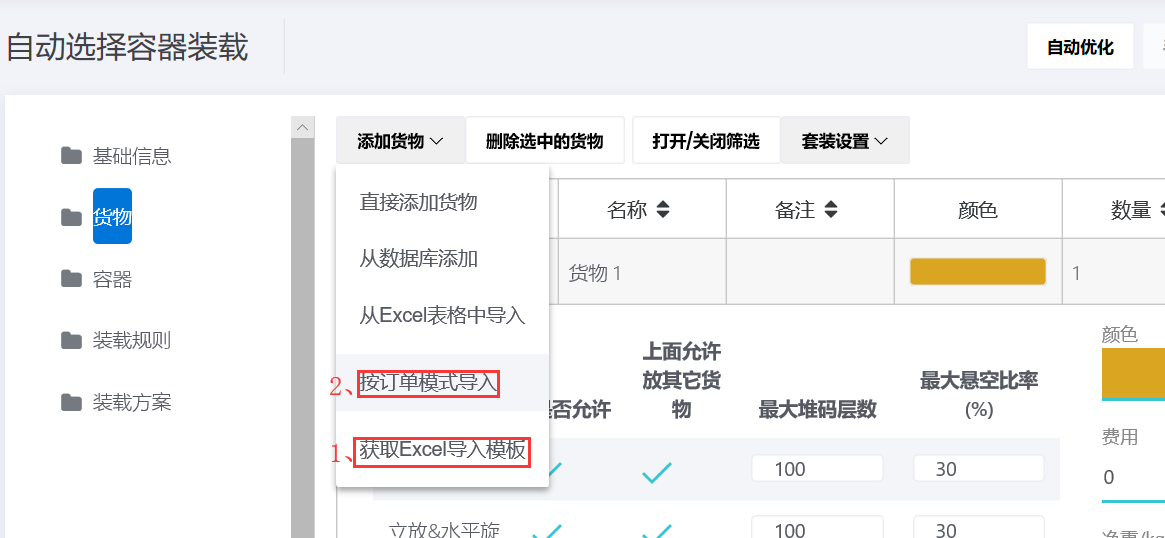 自动选择容器装载
自动优化
基础信息
货物
容器
装载规则
装载方案
添加货物
删除选中的货物
打开/关闭筛选
套装设置
直接添加货物
从数据库添加
从Excel表格中导入
2、按订单模式导入
1、获取Excel导入模板
名称
备注
颜色
数量
货物 1
1
是否允许
上面允许
放其它货
物
最大堆码层数
最大悬空比率
(%)
100
30
立放&水平旋
100
30
颜色
费用
0